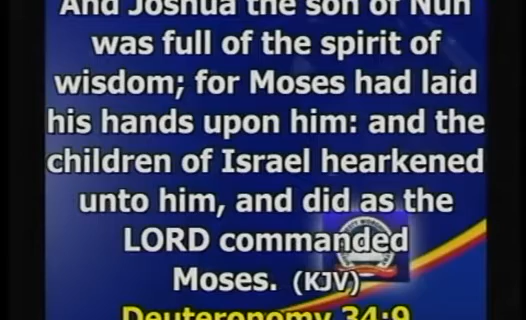 And Joshua the son of Nun
was full of the spirit of
wisdom; for Moses had laid
his hands upon him: and the
children of Israel hearkened
unto him, and did as the
LORD commanded
Moses. (KJV)
Deuteronomy 34:9